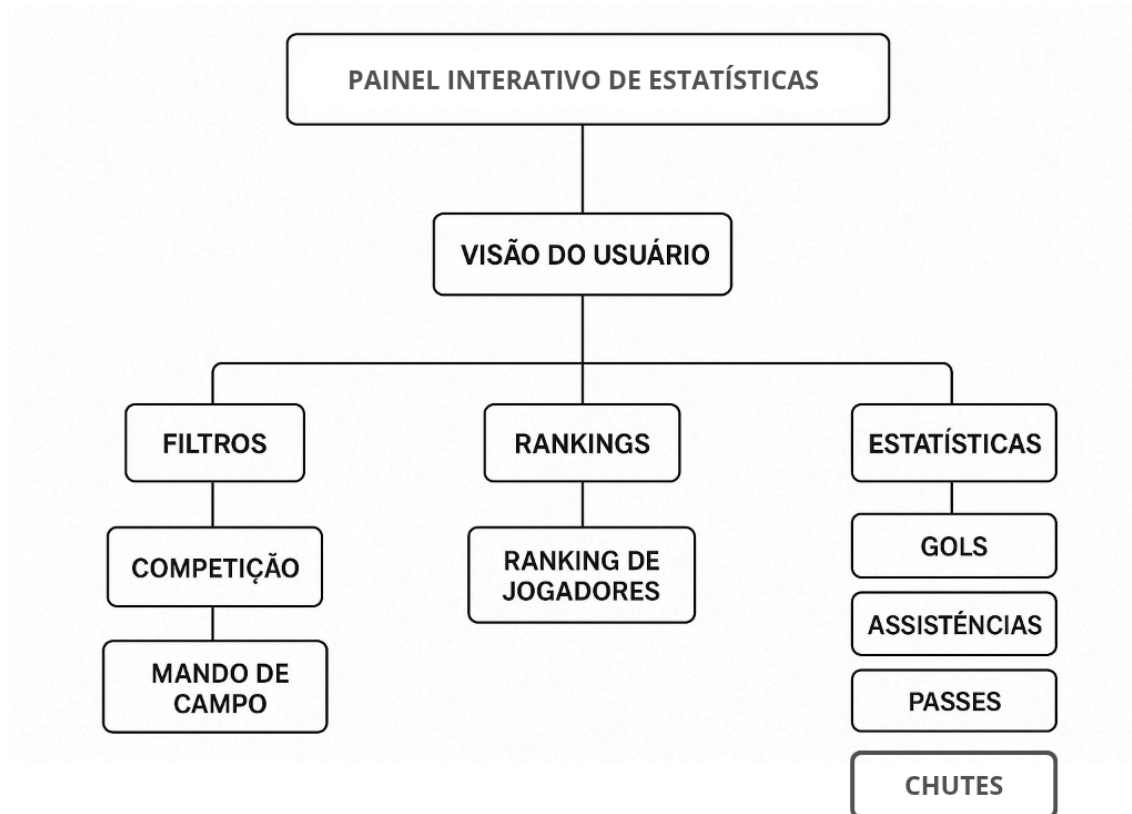 PAINEL INTERATIVO DE ESTATÍSTICAS
VISÃO DO USUÁRIO
FILTROS
COMPETIÇÃO
MANDO DE
CAMPO
RANKINGS
RANKING DE
JOGADORES
ESTATÍSTICAS
GOLS
ASSISTÉNCIAS
PASSES
CHUTES